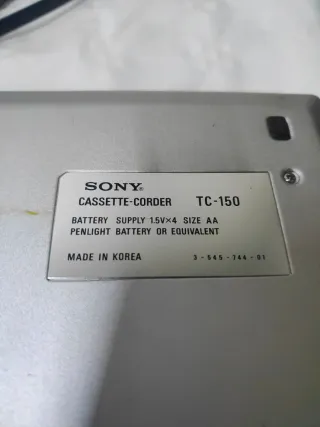 SONY®
CASSETTE-CORDER TC-150
BATTERY SUPPLY 1.5V×4 SIZE AA
PENLIGHT BATTERY OR EQUIVALENT
MADE IN KOREA 3-545-744-01